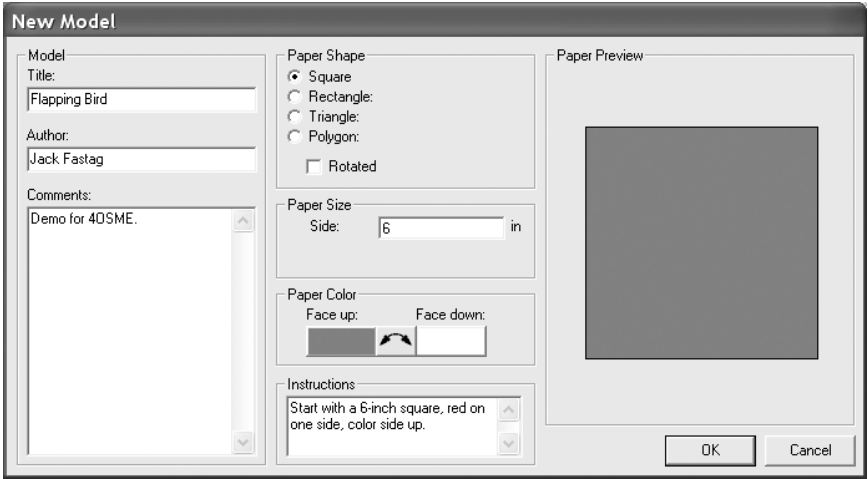 New Model
Model
Title:
Flapping Bird
Author:
Jack Fastag
Comments:
Demo for 4OSME.
Paper Shape
Square
Rectangle:
Triangle:
Polygon:
Rotated
Paper Size
Side: 6 in
Paper Color
Face up: Face down:
Instructions
Start with a 6-inch square, red on
one side, color side up.
Paper Preview
OK Cancel